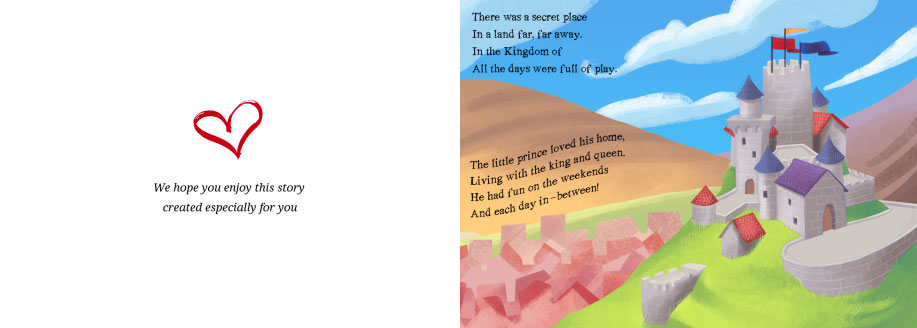 We hope you enjoy this story
created especially for you
There was a secret place
In a land far, far away.
In the Kingdom of
All the days were full of play.
The little prince loved his home,
Living with the king and queen.
He had fun on the weekends
And each day in-between!